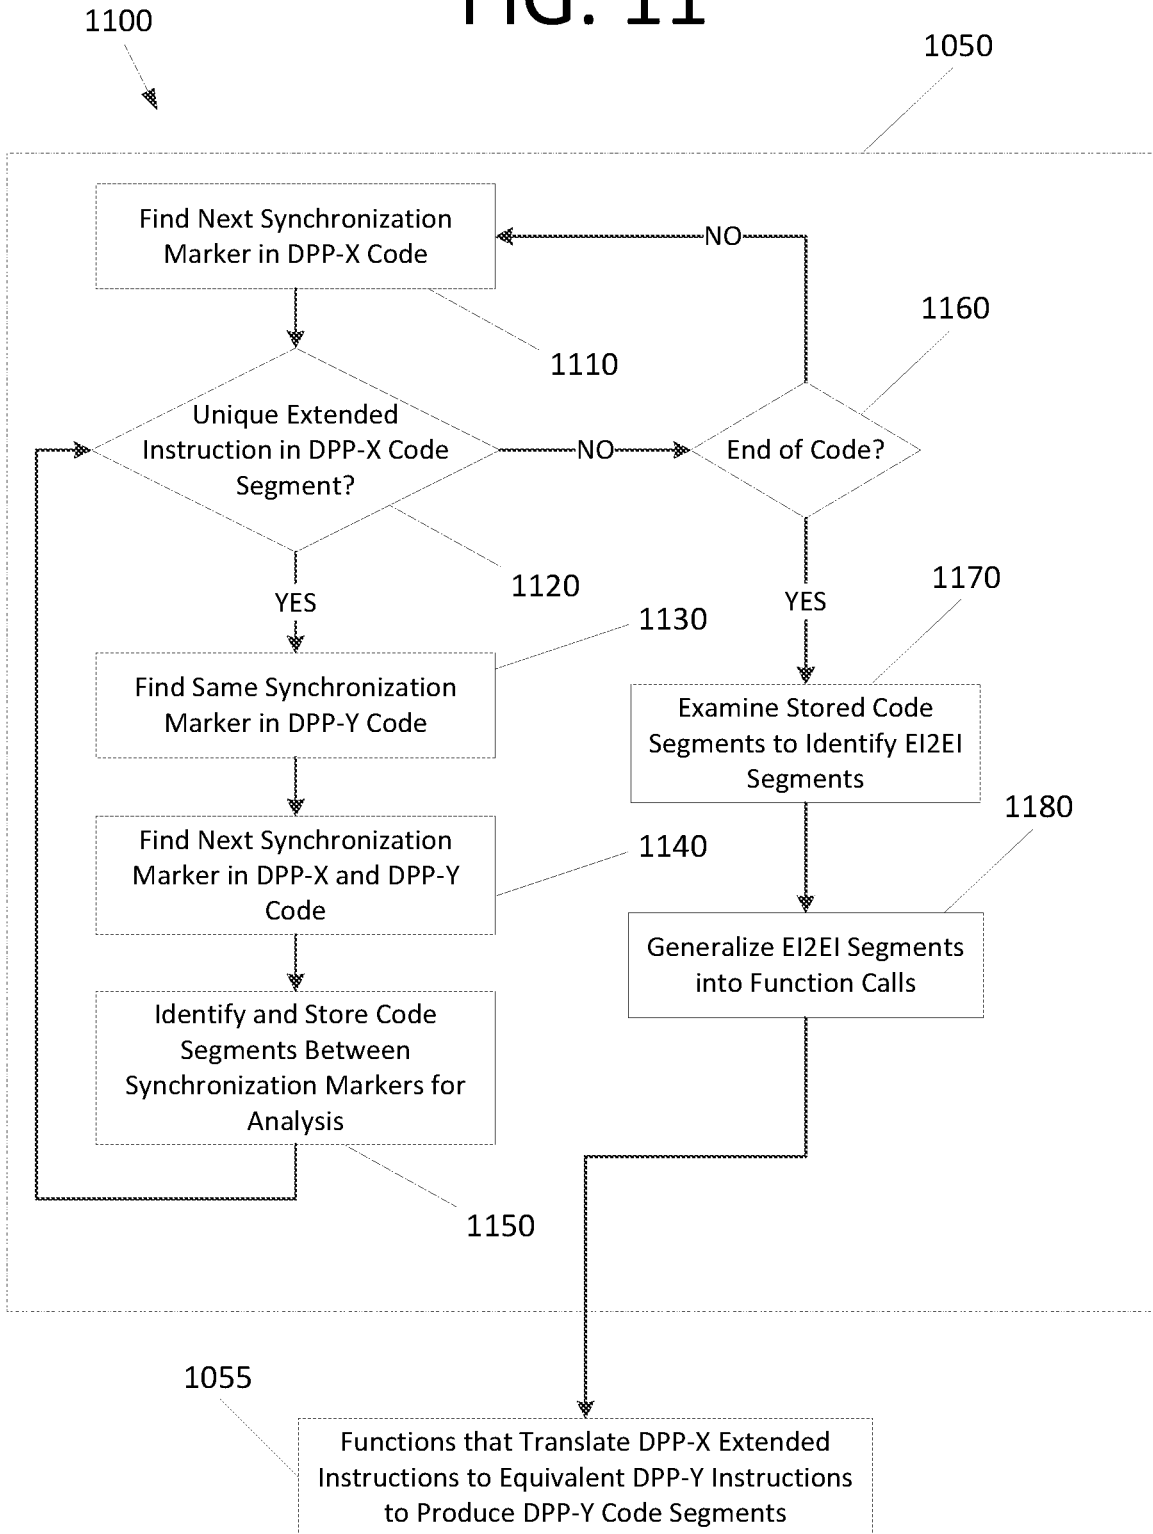 FIG. 11
1100
1050
Find Next Synchronization
Marker in DPP-X Code
NO
1160
1110
Unique Extended
Instruction in DPP-X Code
Segment?
NO
End of Code?
1120
YES
YES
1170
1130
Find Same Synchronization
Marker in DPP-Y Code
Examine Stored Code
Segments to Identify EI2EI
Segments
1180
Find Next Synchronization
Marker in DPP-X and DPP-Y
Code
1140
Generalize EI2EI Segments
into Function Calls
Identify and Store Code
Segments Between
Synchronization Markers for
Analysis
1150
1055
Functions that Translate DPP-X Extended
Instructions to Equivalent DPP-Y Instructions
to Produce DPP-Y Code Segments